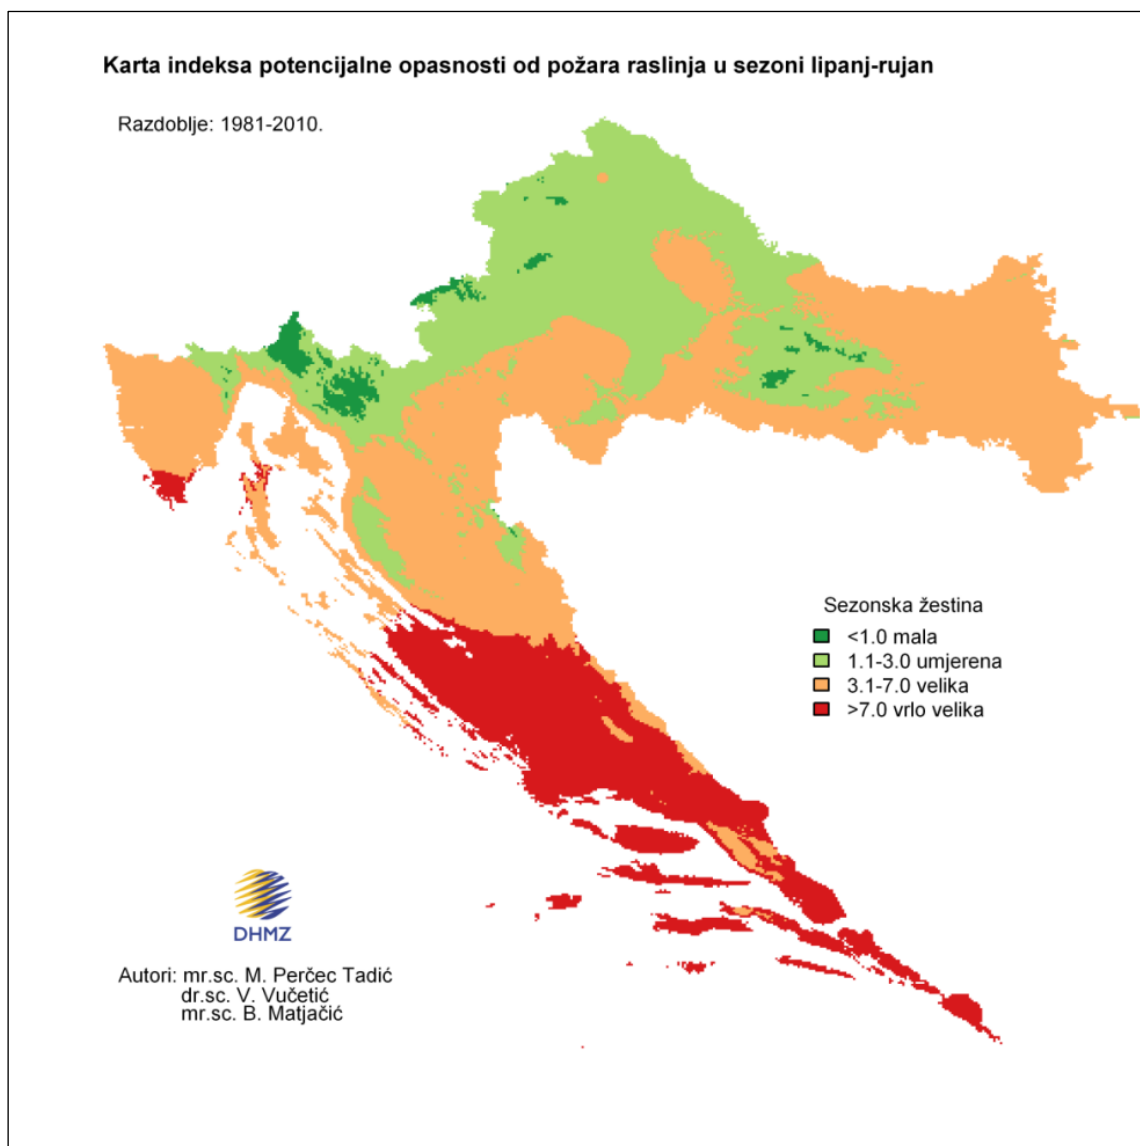 Karta indeksa potencijalne opasnosti od požara raslinja u sezoni lipanj-rujan
Razdoblje: 1981-2010.
Sezonska žestina
<1.0 mala
1.1-3.0 umjerena
3.1-7.0 velika
>7.0 vrlo velika
DHMZ
Autori: mr.sc. M. Perčec Tadić
dr.sc. V. Vučetić
mr.sc. B. Matjačić